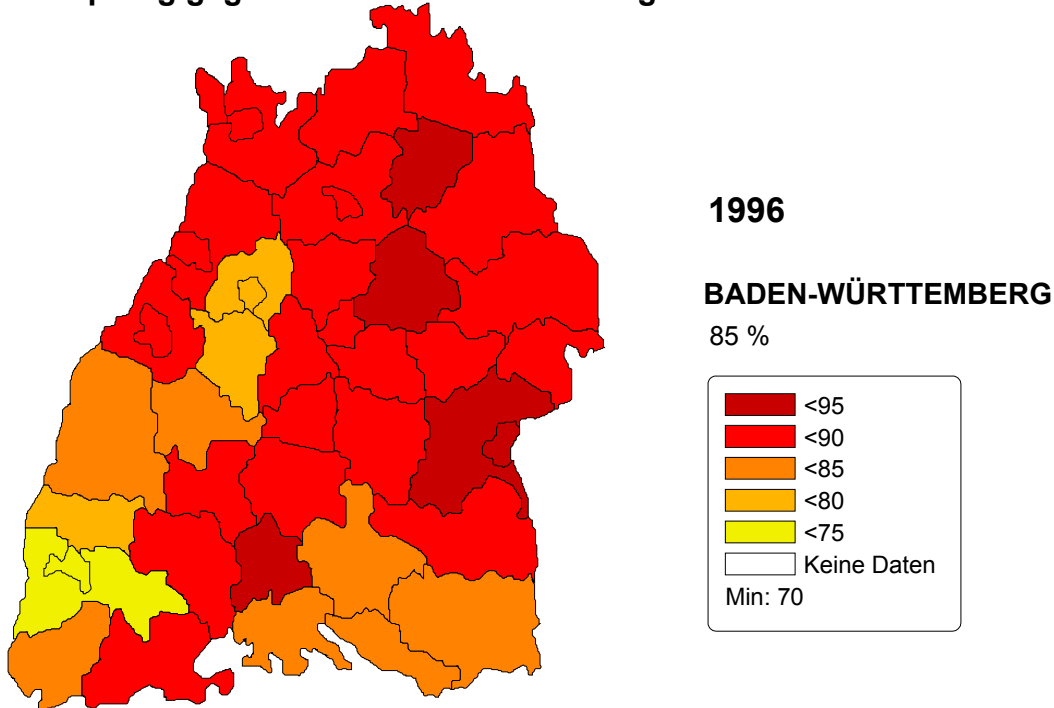 1996
BADEN-WÜRTTEMBERG
85 %
<95
<90
<85
<80
<75
Keine Daten
Min: 70